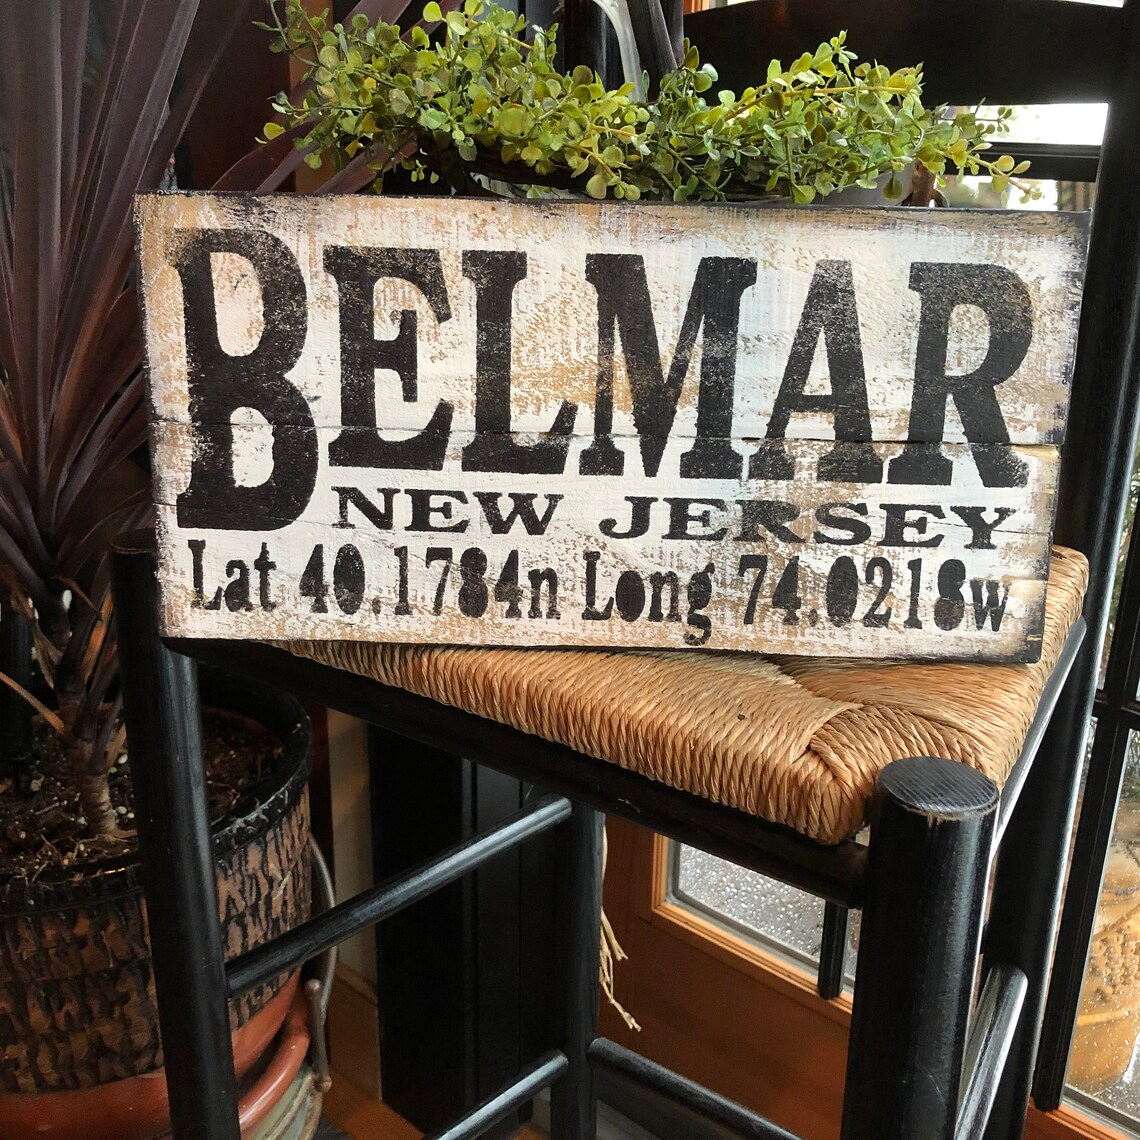 BELMAR
NEW JERSEY
Lat 40.1784n Long 74.0218w